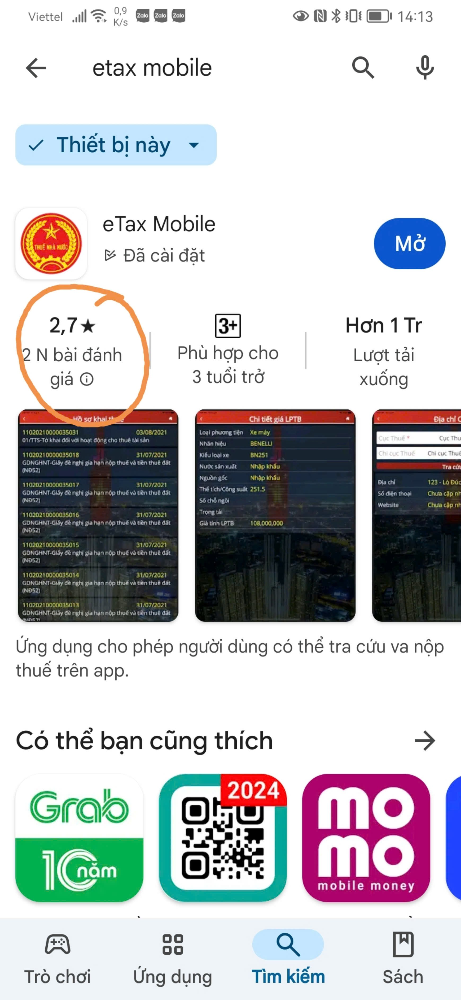 Viettel 0,9 K/s Zalo Zalo Zalo 14:13
etax mobile
Thiết bị này
eTax Mobile
Đã cài đặt
Mở
THUẾ NHÀ NƯỚC
2,7★
2 N bài đánh
giá
3+
Phù hợp cho
3 tuổi trở
Hơn 1 Tr
Lượt tải
xuống
Hồ sơ khai
11020210000035031 03/08/2021
01/TTS-Tờ khai đối với hoạt động cho thuê tài sản
11020210000035018 31/07/2021
GDNGHNT-Giấy đề nghị gia hạn nộp thuế và tiền thuê đất
(NĐ52)
11020210000035017 31/07/2021
GDNGHNT-Giấy đề nghị gia hạn nộp thuế và tiền thuê đất
(NĐ52)
11020210000035016 31/07/2021
GDNGHNT-Giấy đề nghị gia hạn nộp thuế và tiền thuê đất
(NĐ52)
11020210000035015 31/07/2021
GDNGHNT-Giấy đề nghị gia hạn nộp thuế và tiền thuê đất
(NĐ52)
11020210000035014 31/07/2021
GDNGHNT-Giấy đề nghị gia hạn nộp thuế và tiền thuê đất
(NĐ52)
11020210000035013 31/07/2021
GDNGHNT-Giấy đề nghị gia hạn nộp thuế và tiền thuê đất
Chi tiết giá LPTB
Loại phương tiện Xe máy
Nhãn hiệu BENELLI
Kiểu loại xe BN251
Nước sản xuất Nhập khẩu
Nguồn gốc Nhập khẩu
Thể tích/Công suất 251.5
Số chỗ ngồi
Trọng tải
Giá tính LPTB 108,000,000
Địa chỉ C
Cục Thuế * Cục Thu
Chi cục Thuế Chi cục Thuế
Tra cứu
Địa chỉ 123 - Lò Đúc
Số điện thoại Chưa cập nh
Website Chưa cập nh
Ứng dụng cho phép người dùng có thể tra cứu va nộp
thuế trên app.
Có thể bạn cũng thích
Grab
10 năm
2024
mo
mo
mobile money
Trò chơi
Ứng dụng
Tìm kiếm
Sách